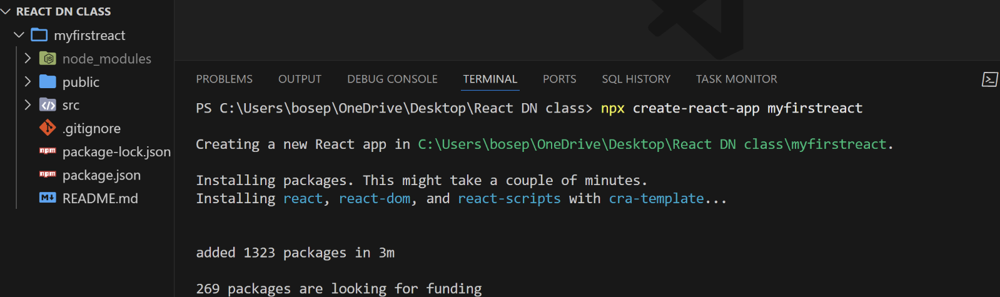 REACT DN CLASS
myfirstreact
node_modules
public
src
.gitignore
package-lock.json
package.json
README.md
PROBLEMS OUTPUT DEBUG CONSOLE TERMINAL PORTS SQL HISTORY TASK MONITOR
PS C:\Users\bosep\OneDrive\Desktop\React DN class> npx create-react-app myfirstreact
Creating a new React app in C:\Users\bosep\OneDrive\Desktop\React DN class\myfirstreact.
Installing packages. This might take a couple of minutes.
Installing react, react-dom, and react-scripts with cra-template...
added 1323 packages in 3m
269 packages are looking for funding